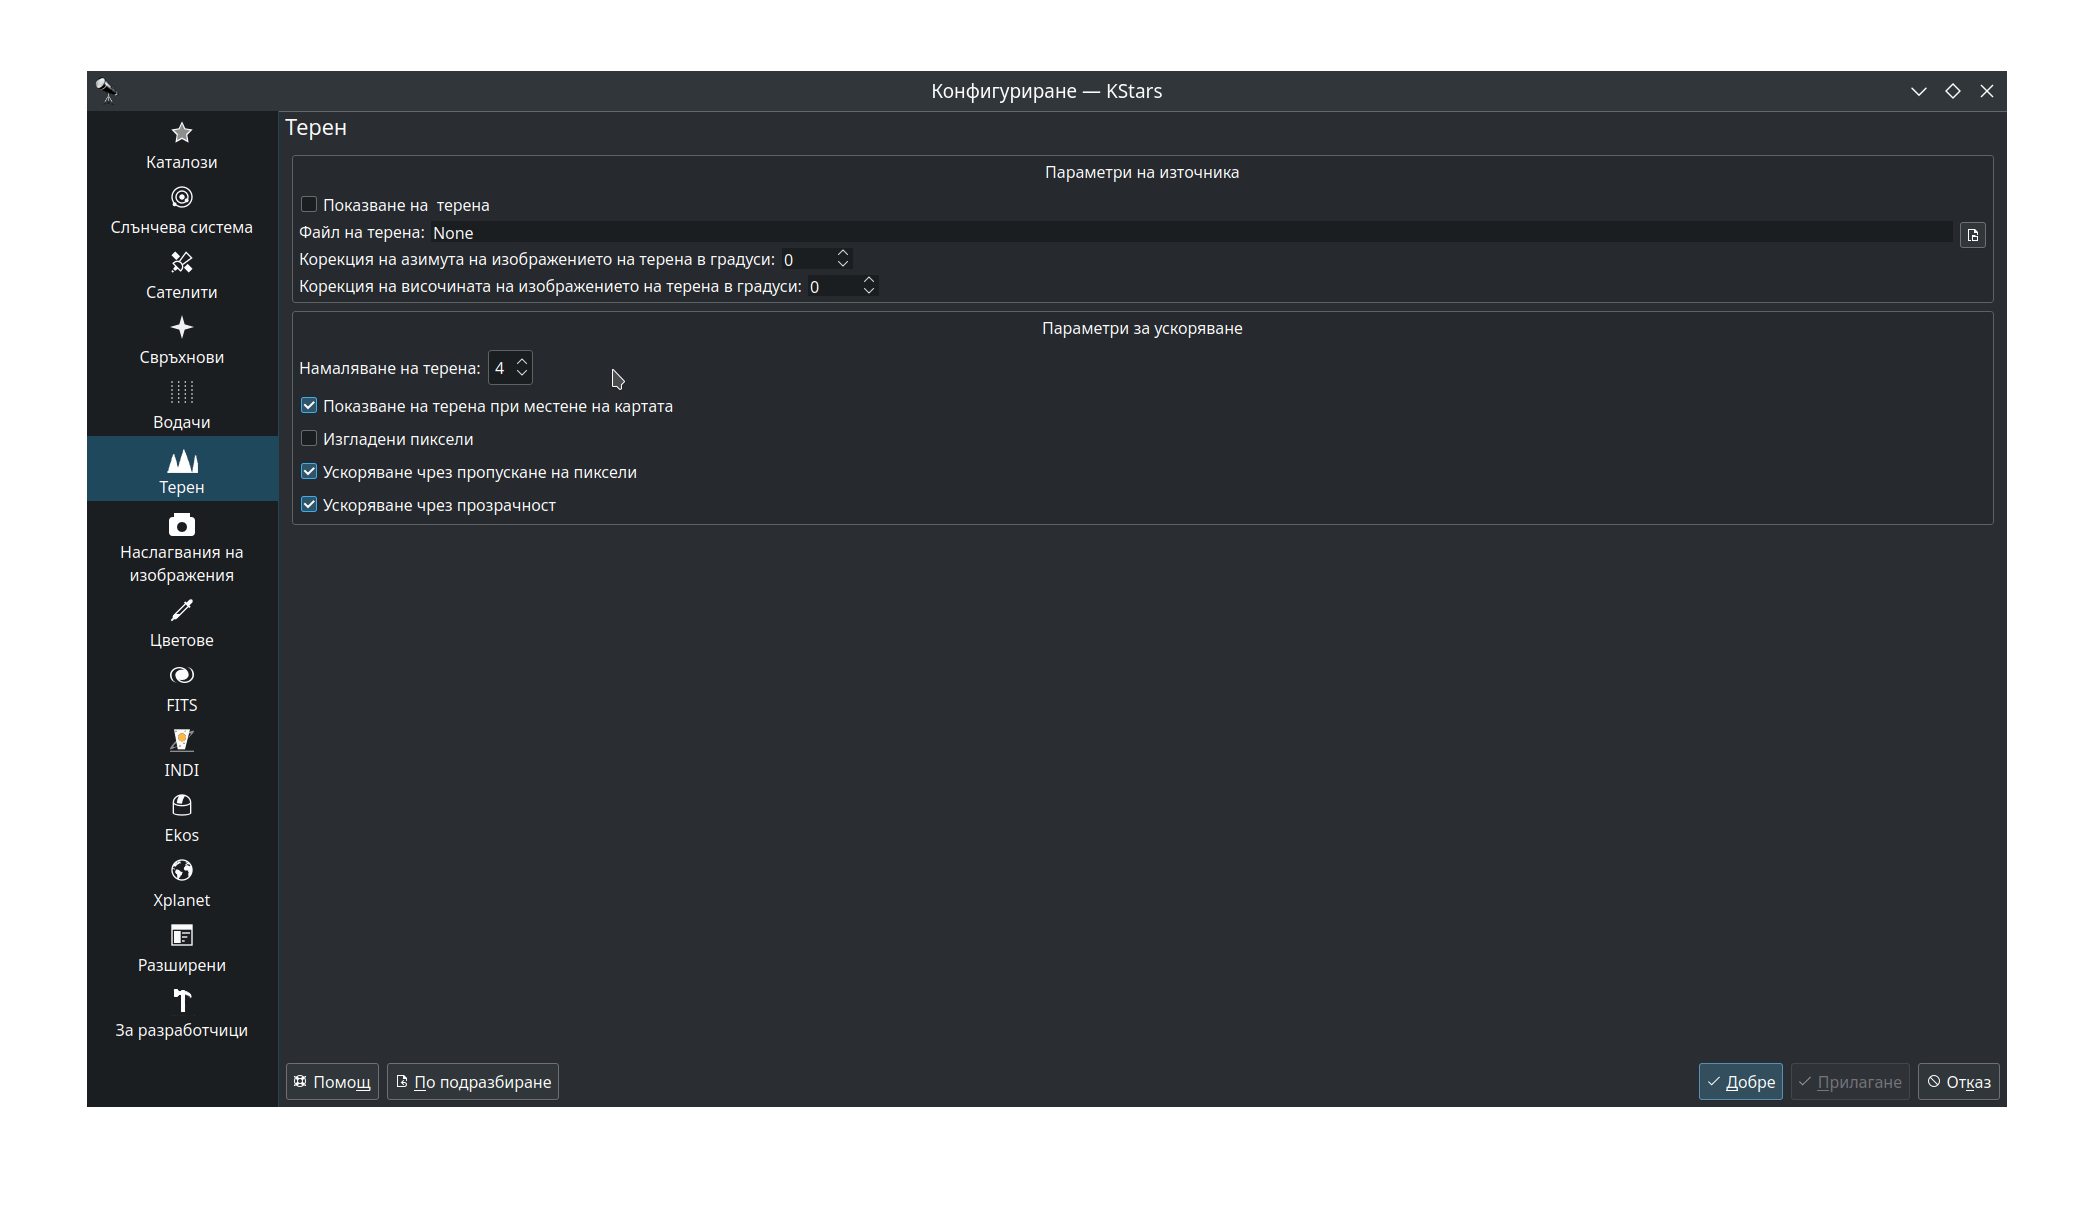 Конфигуриране — KStars
Каталози
Слънчева система
Сателити
Свръхнови
Водачи
Терен
Наслагвания на
изображения
Цветове
FITS
INDI
Ekos
Xplanet
Разширени
За разработчици
Терен
Параметри на източника
Показване на  терена
Файл на терена: None
Корекция на азимута на изображението на терена в градуси: 0
Корекция на височината на изображението на терена в градуси: 0
Параметри за ускоряване
Намаляване на терена: 4
Показване на терена при местене на картата
Изгладени пиксели
Ускоряване чрез пропускане на пиксели
Ускоряване чрез прозрачност
Помощ По подразбиране Добре Прилагане Отказ